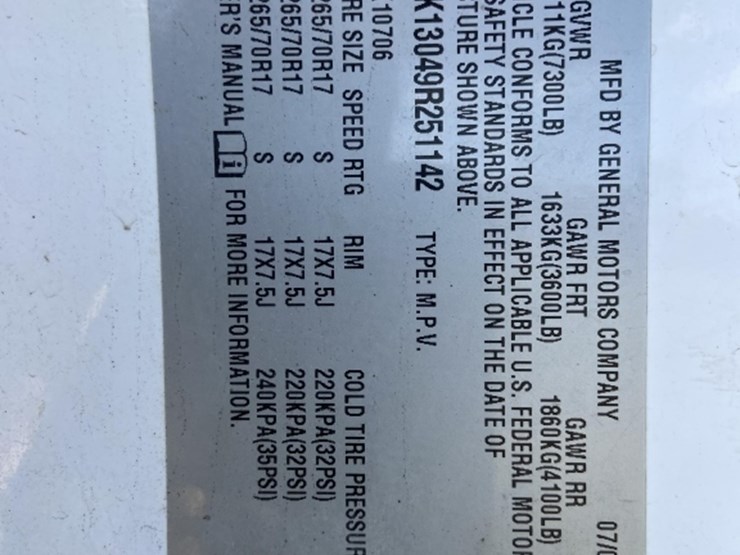 MFD BY GENERAL MOTORS COMPANY 07/0
GVWR GAWR FRT GAWR RR
11KG(7300LB) 1633KG(3600LB) 1860KG(4100LB)
CLE CONFORMS TO ALL APPLICABLE U.S. FEDERAL MOTOR
SAFETY STANDARDS IN EFFECT ON THE DATE OF
TURE SHOWN ABOVE.
K13049R251142 TYPE: M.P.V.
10706
RE SIZE SPEED RTG RIM COLD TIRE PRESSUR
265/70R17 S 17X7.5J 220KPA(32PSI)
265/70R17 S 17X7.5J 220KPA(32PSI)
265/70R17 S 17X7.5J 240KPA(35PSI)
ER'S MANUAL FOR MORE INFORMATION.